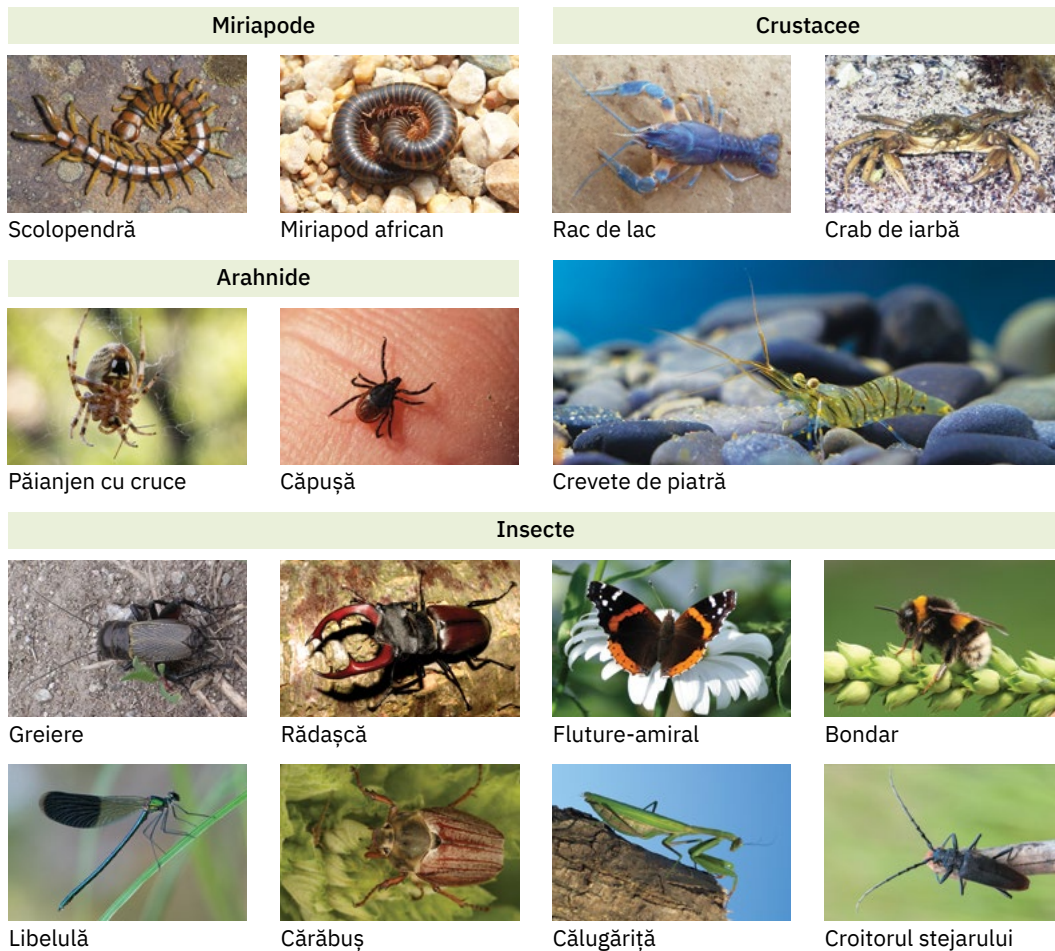 Miriapode
Scolopendră
Miriapod african
Crustacee
Rac de lac
Crab de iarbă
Crevete de piatră
Arahnide
Păianjen cu cruce
Căpușă
Insecte
Greiere
Rădașcă
Fluture-amiral
Bondar
Libelulă
Cărăbuș
Călugăriță
Croitorul stejarului